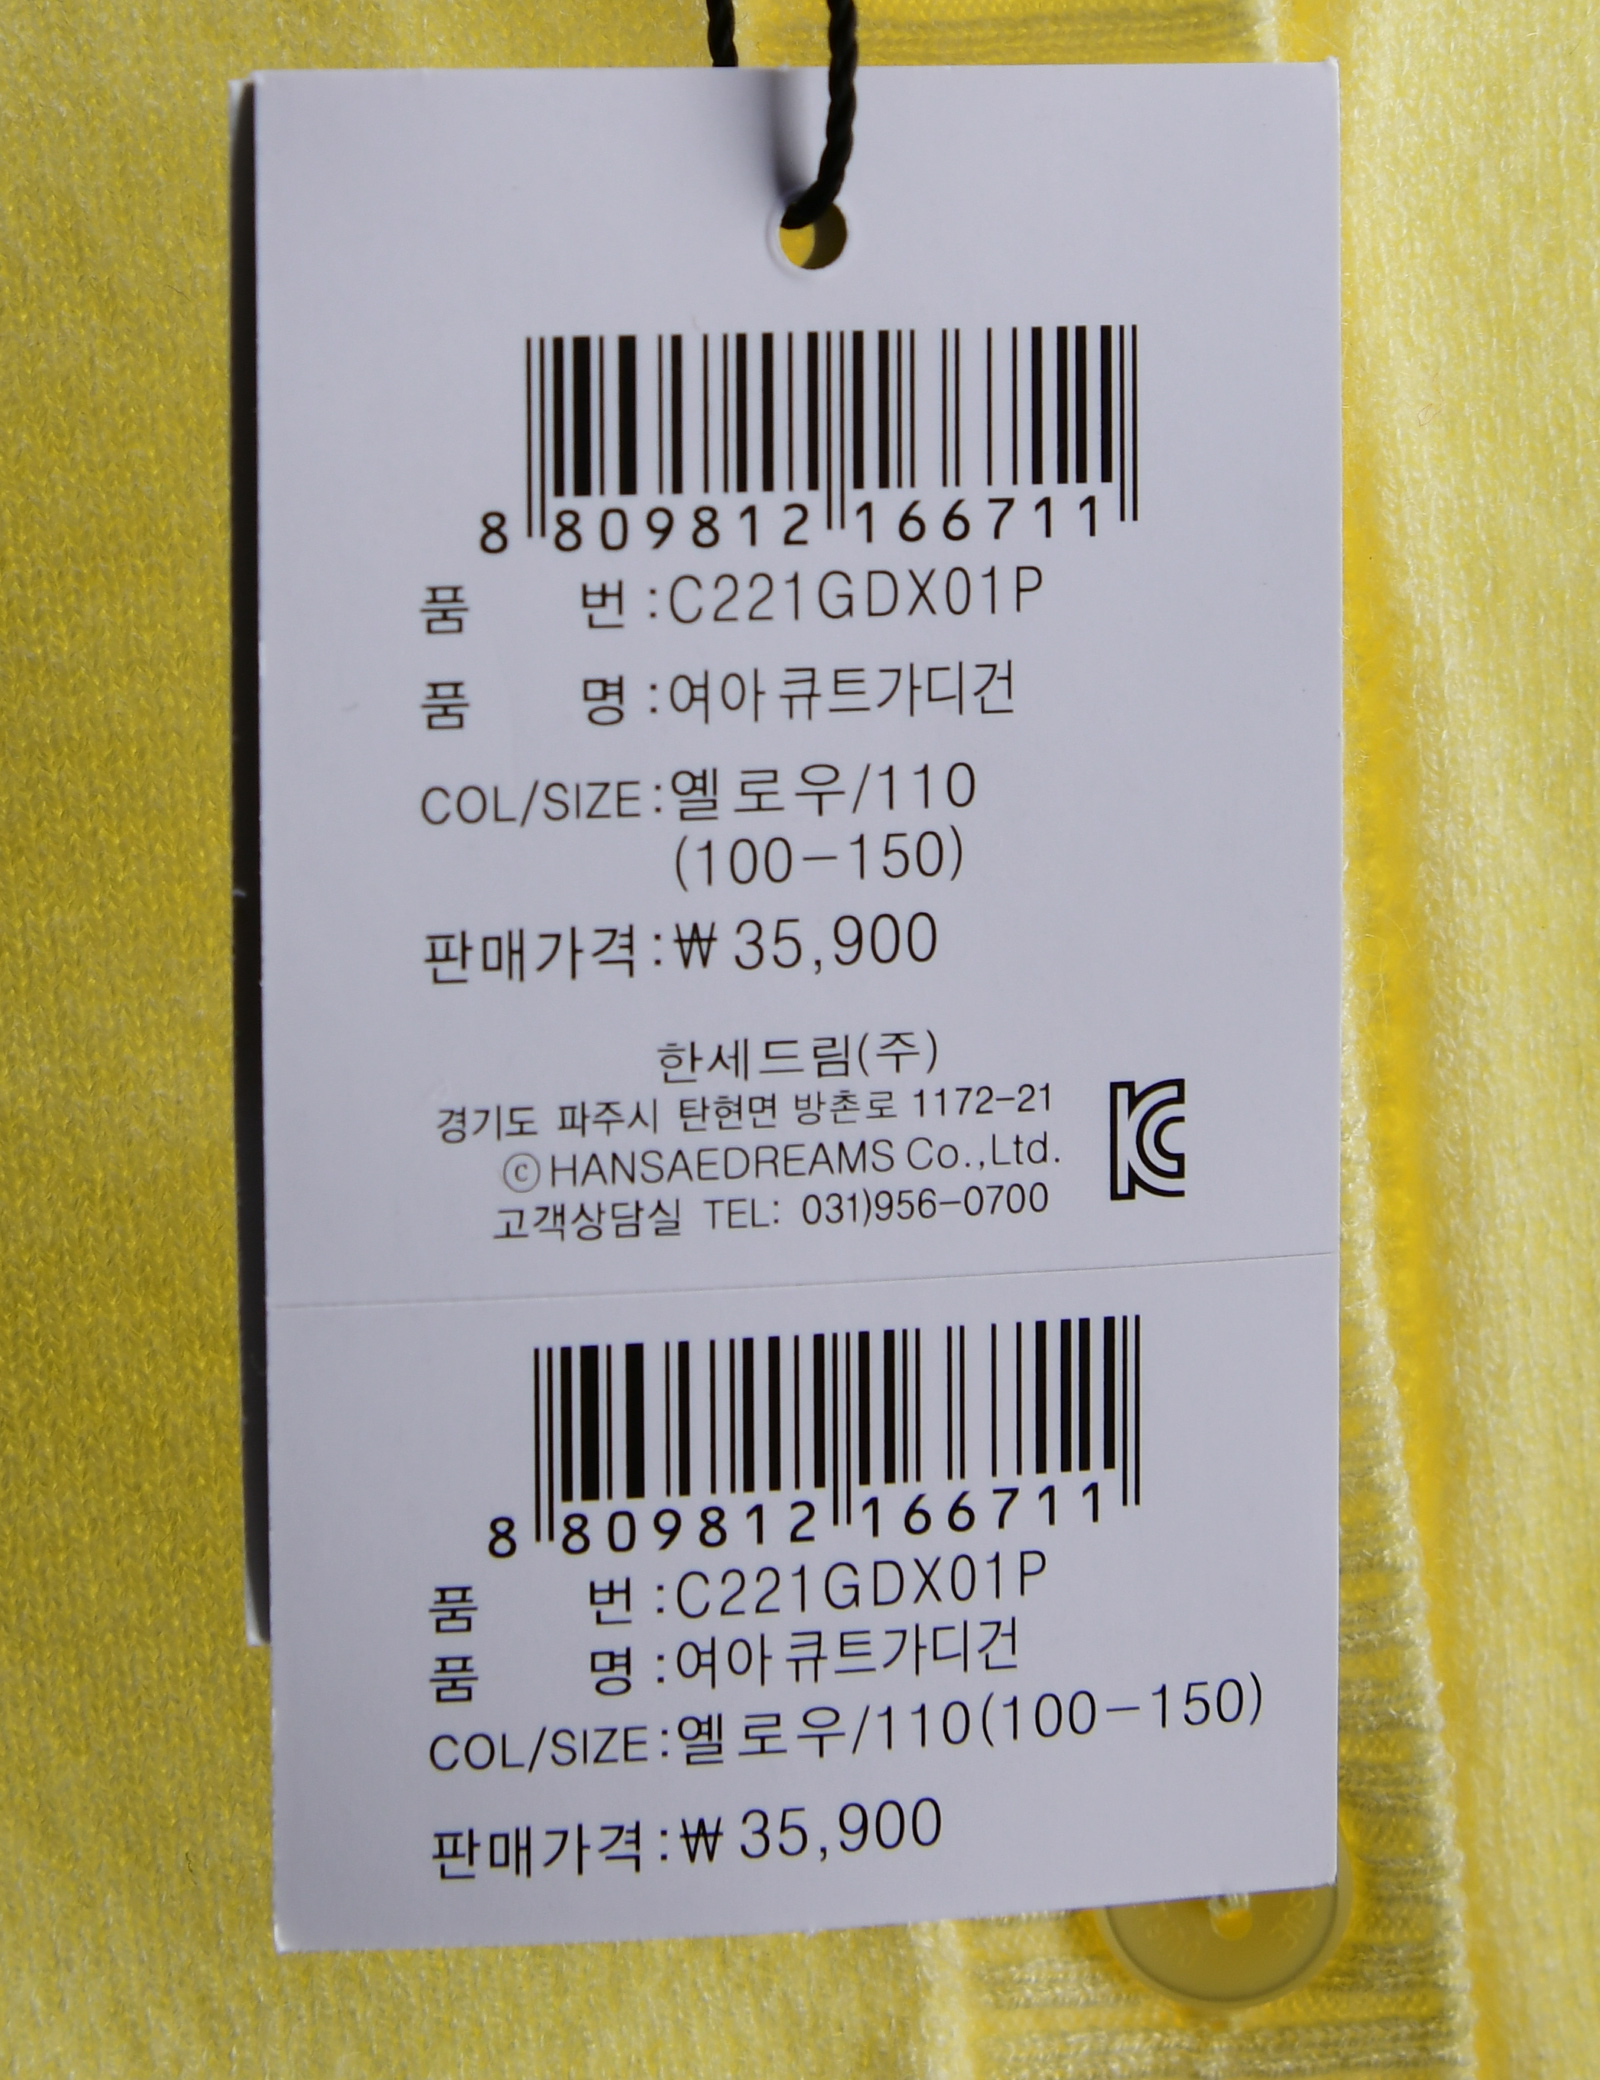 8 809812 166711
품 번 :C221GDX01P
품 명 :여아 큐트가디건
COL/SIZE :옐로우/110
(100-150)
판매가격 :₩ 35,900
한세드림(주)
경기도 파주시 탄현면 방촌로 1172-21
ⓒHANSAEDREAMS Co.,Ltd.
고객상담실 TEL: 031)956-0700
KC
8 809812 166711
품 번 :C221GDX01P
품 명 :여아 큐트가디건
COL/SIZE :옐로우/110(100-150)
판매가격 :₩ 35,900